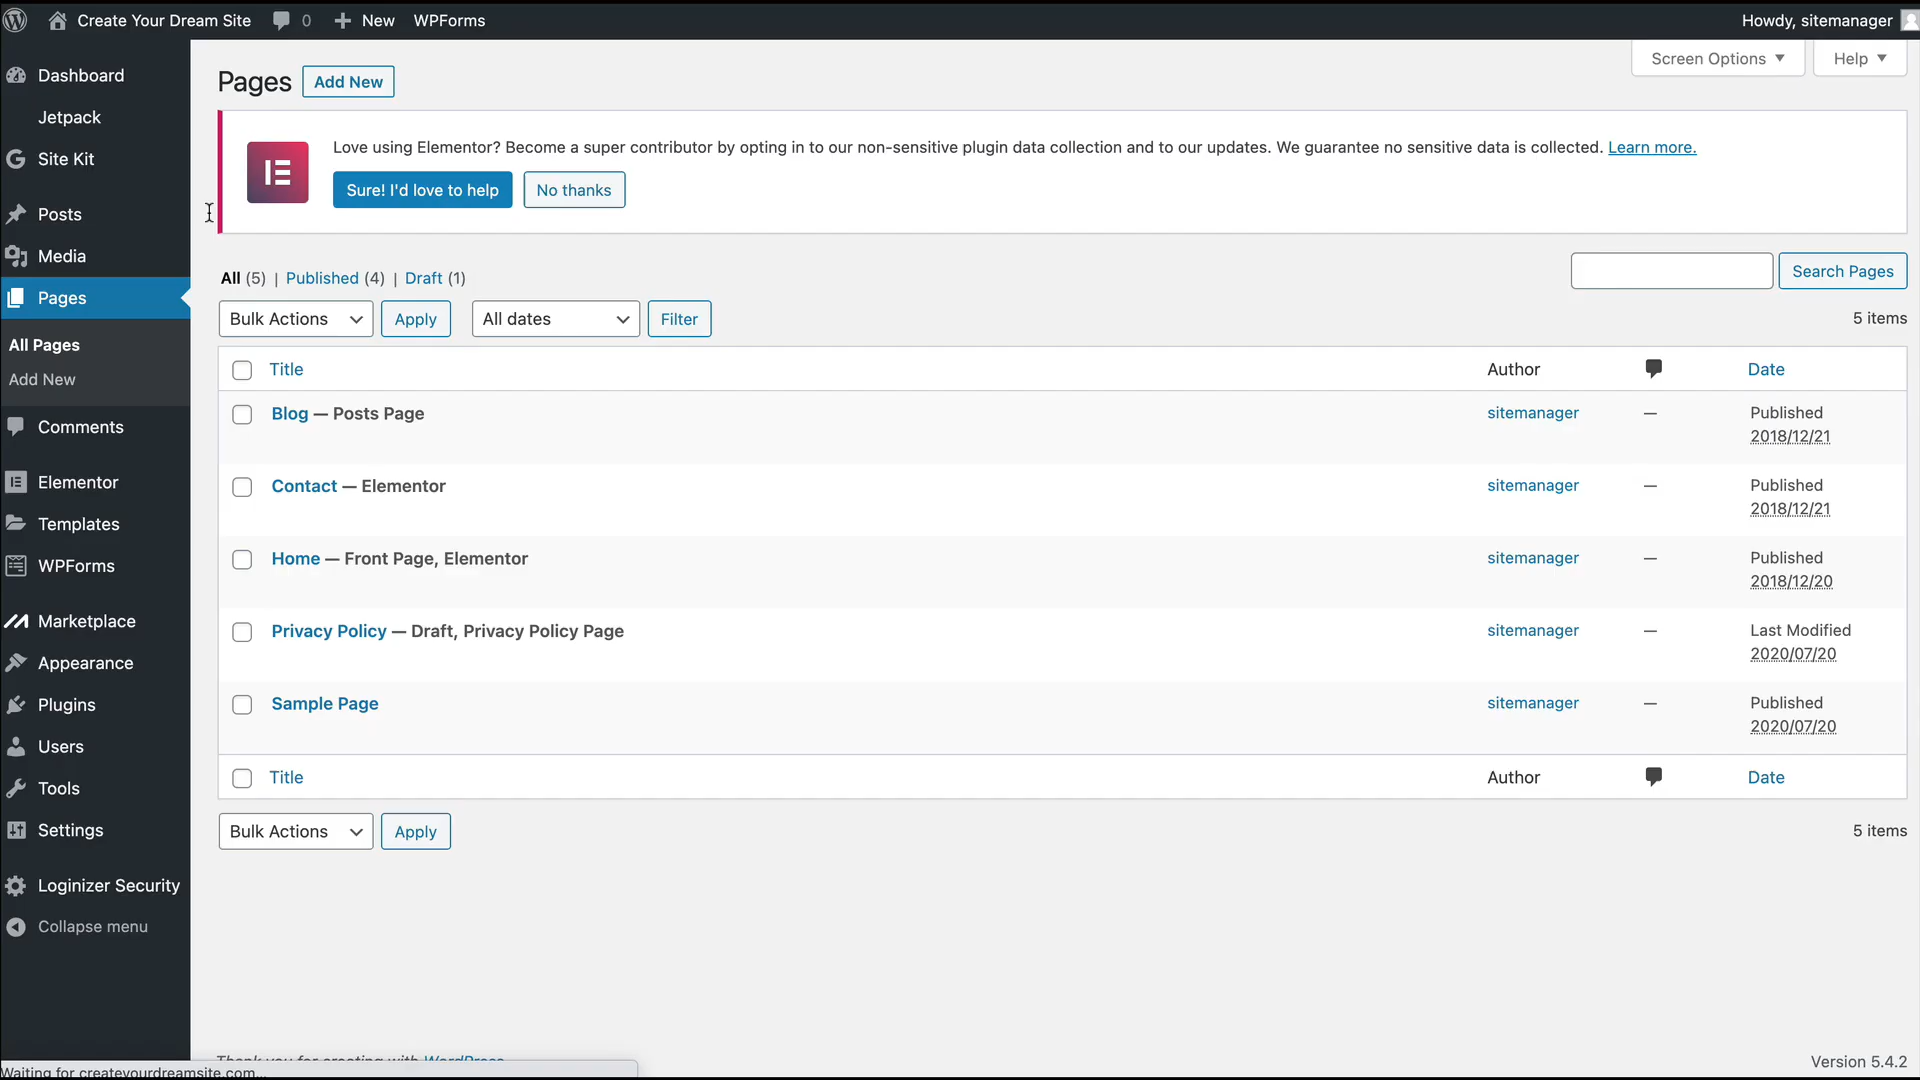 Create Your Dream Site 0 New WPForms Howdy, sitemanager
Dashboard
Jetpack
Site Kit
Posts
Media
Pages
All Pages
Add New
Comments
Elementor
Templates
WPForms
Marketplace
Appearance
Plugins
Users
Tools
Settings
Loginizer Security
Collapse menu
Screen Options Help
Pages Add New
Love using Elementor? Become a super contributor by opting in to our non-sensitive plugin data collection and to our updates. We guarantee no sensitive data is collected. Learn more.
Sure! I'd love to help No thanks
All (5) | Published (4) | Draft (1)
Search Pages
Bulk Actions Apply All dates Filter 5 items
Title Author Date
Blog — Posts Page sitemanager — Published
2018/12/21
Contact — Elementor sitemanager — Published
2018/12/21
Home — Front Page, Elementor sitemanager — Published
2018/12/20
Privacy Policy — Draft, Privacy Policy Page sitemanager — Last Modified
2020/07/20
Sample Page sitemanager — Published
2020/07/20
Title Author Date
Bulk Actions Apply 5 items
Thank you for creating with WordPress Version 5.4.2
Waiting for createyourdreamsite.com...